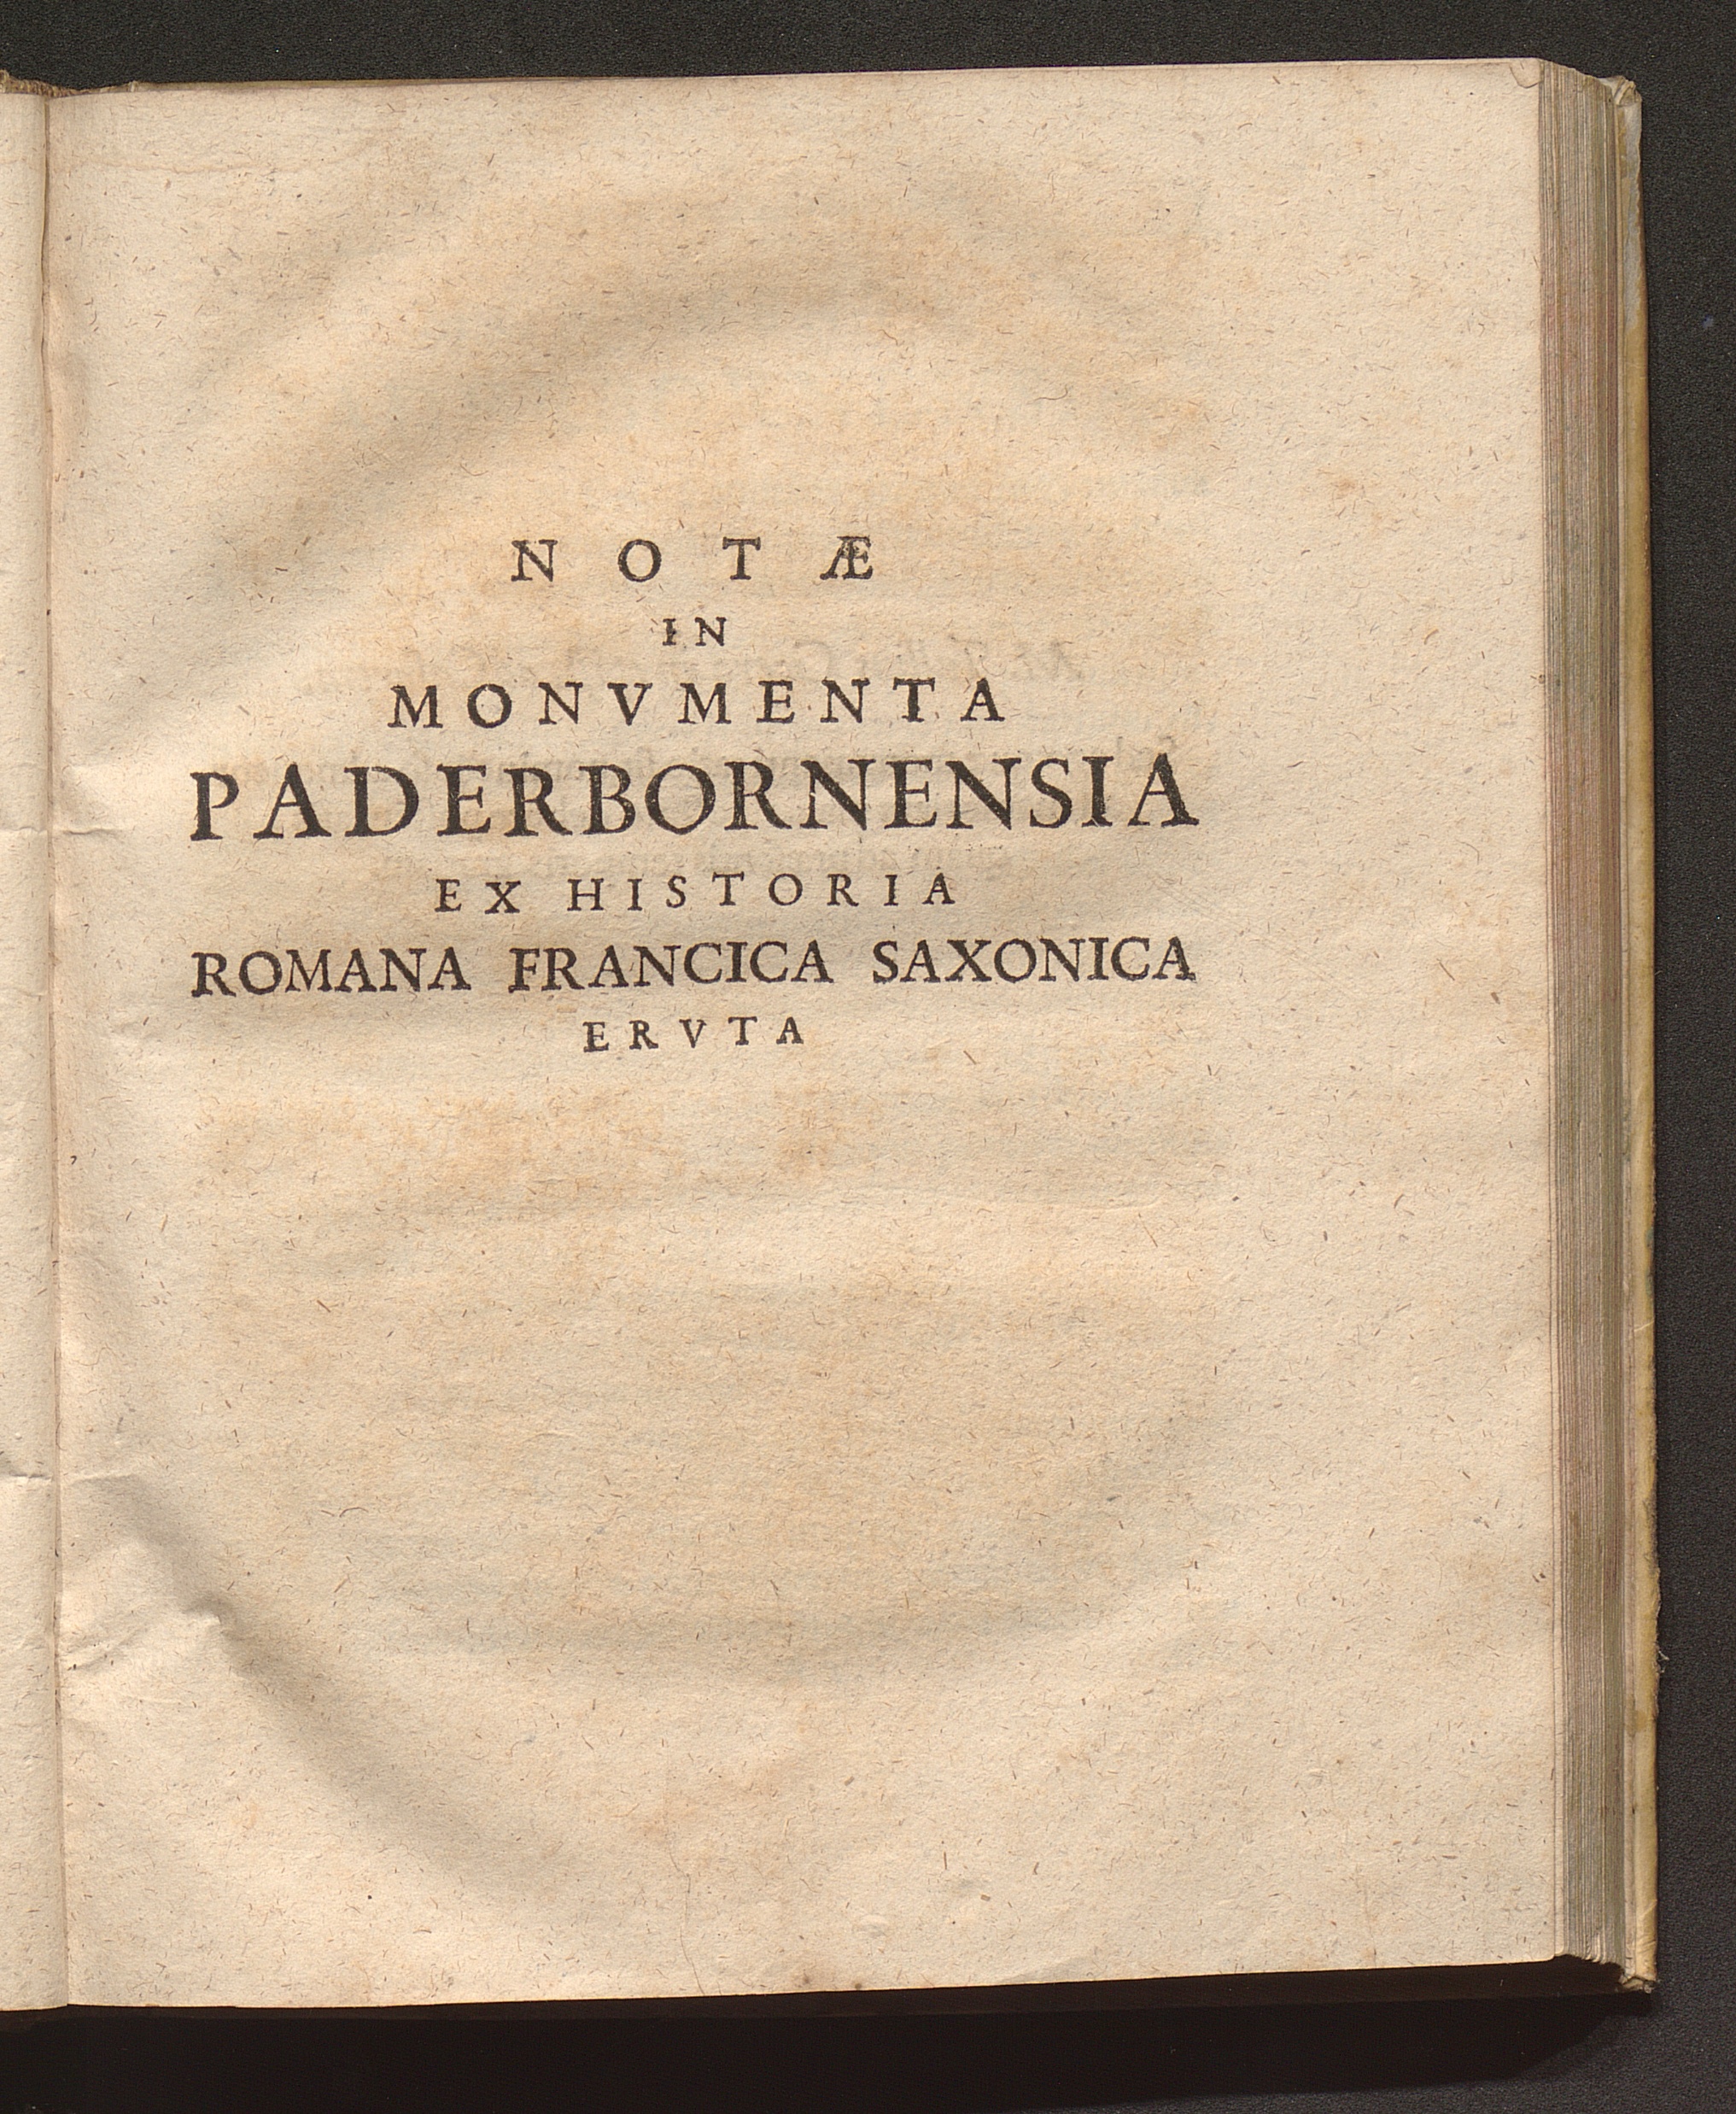 NOTÆ
IN
MONVMENTA
PADERBORNENSIA
EX HISTORIA
ROMANA FRANCICA SAXONICA
ERVTA